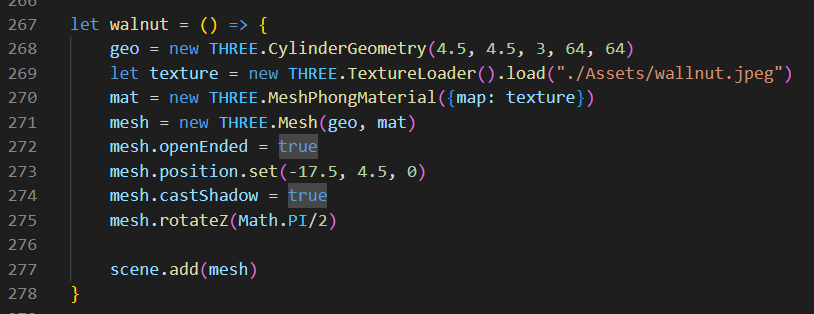 267 let walnut = () => {
268 geo = new THREE.CylinderGeometry(4.5, 4.5, 3, 64, 64)
269 let texture = new THREE.TextureLoader().load("./Assets/wallnut.jpeg")
270 mat = new THREE.MeshPhongMaterial({map: texture})
271 mesh = new THREE.Mesh(geo, mat)
272 mesh.openEnded = true
273 mesh.position.set(-17.5, 4.5, 0)
274 mesh.castShadow = true
275 mesh.rotateZ(Math.PI/2)
276
277 scene.add(mesh)
278 }